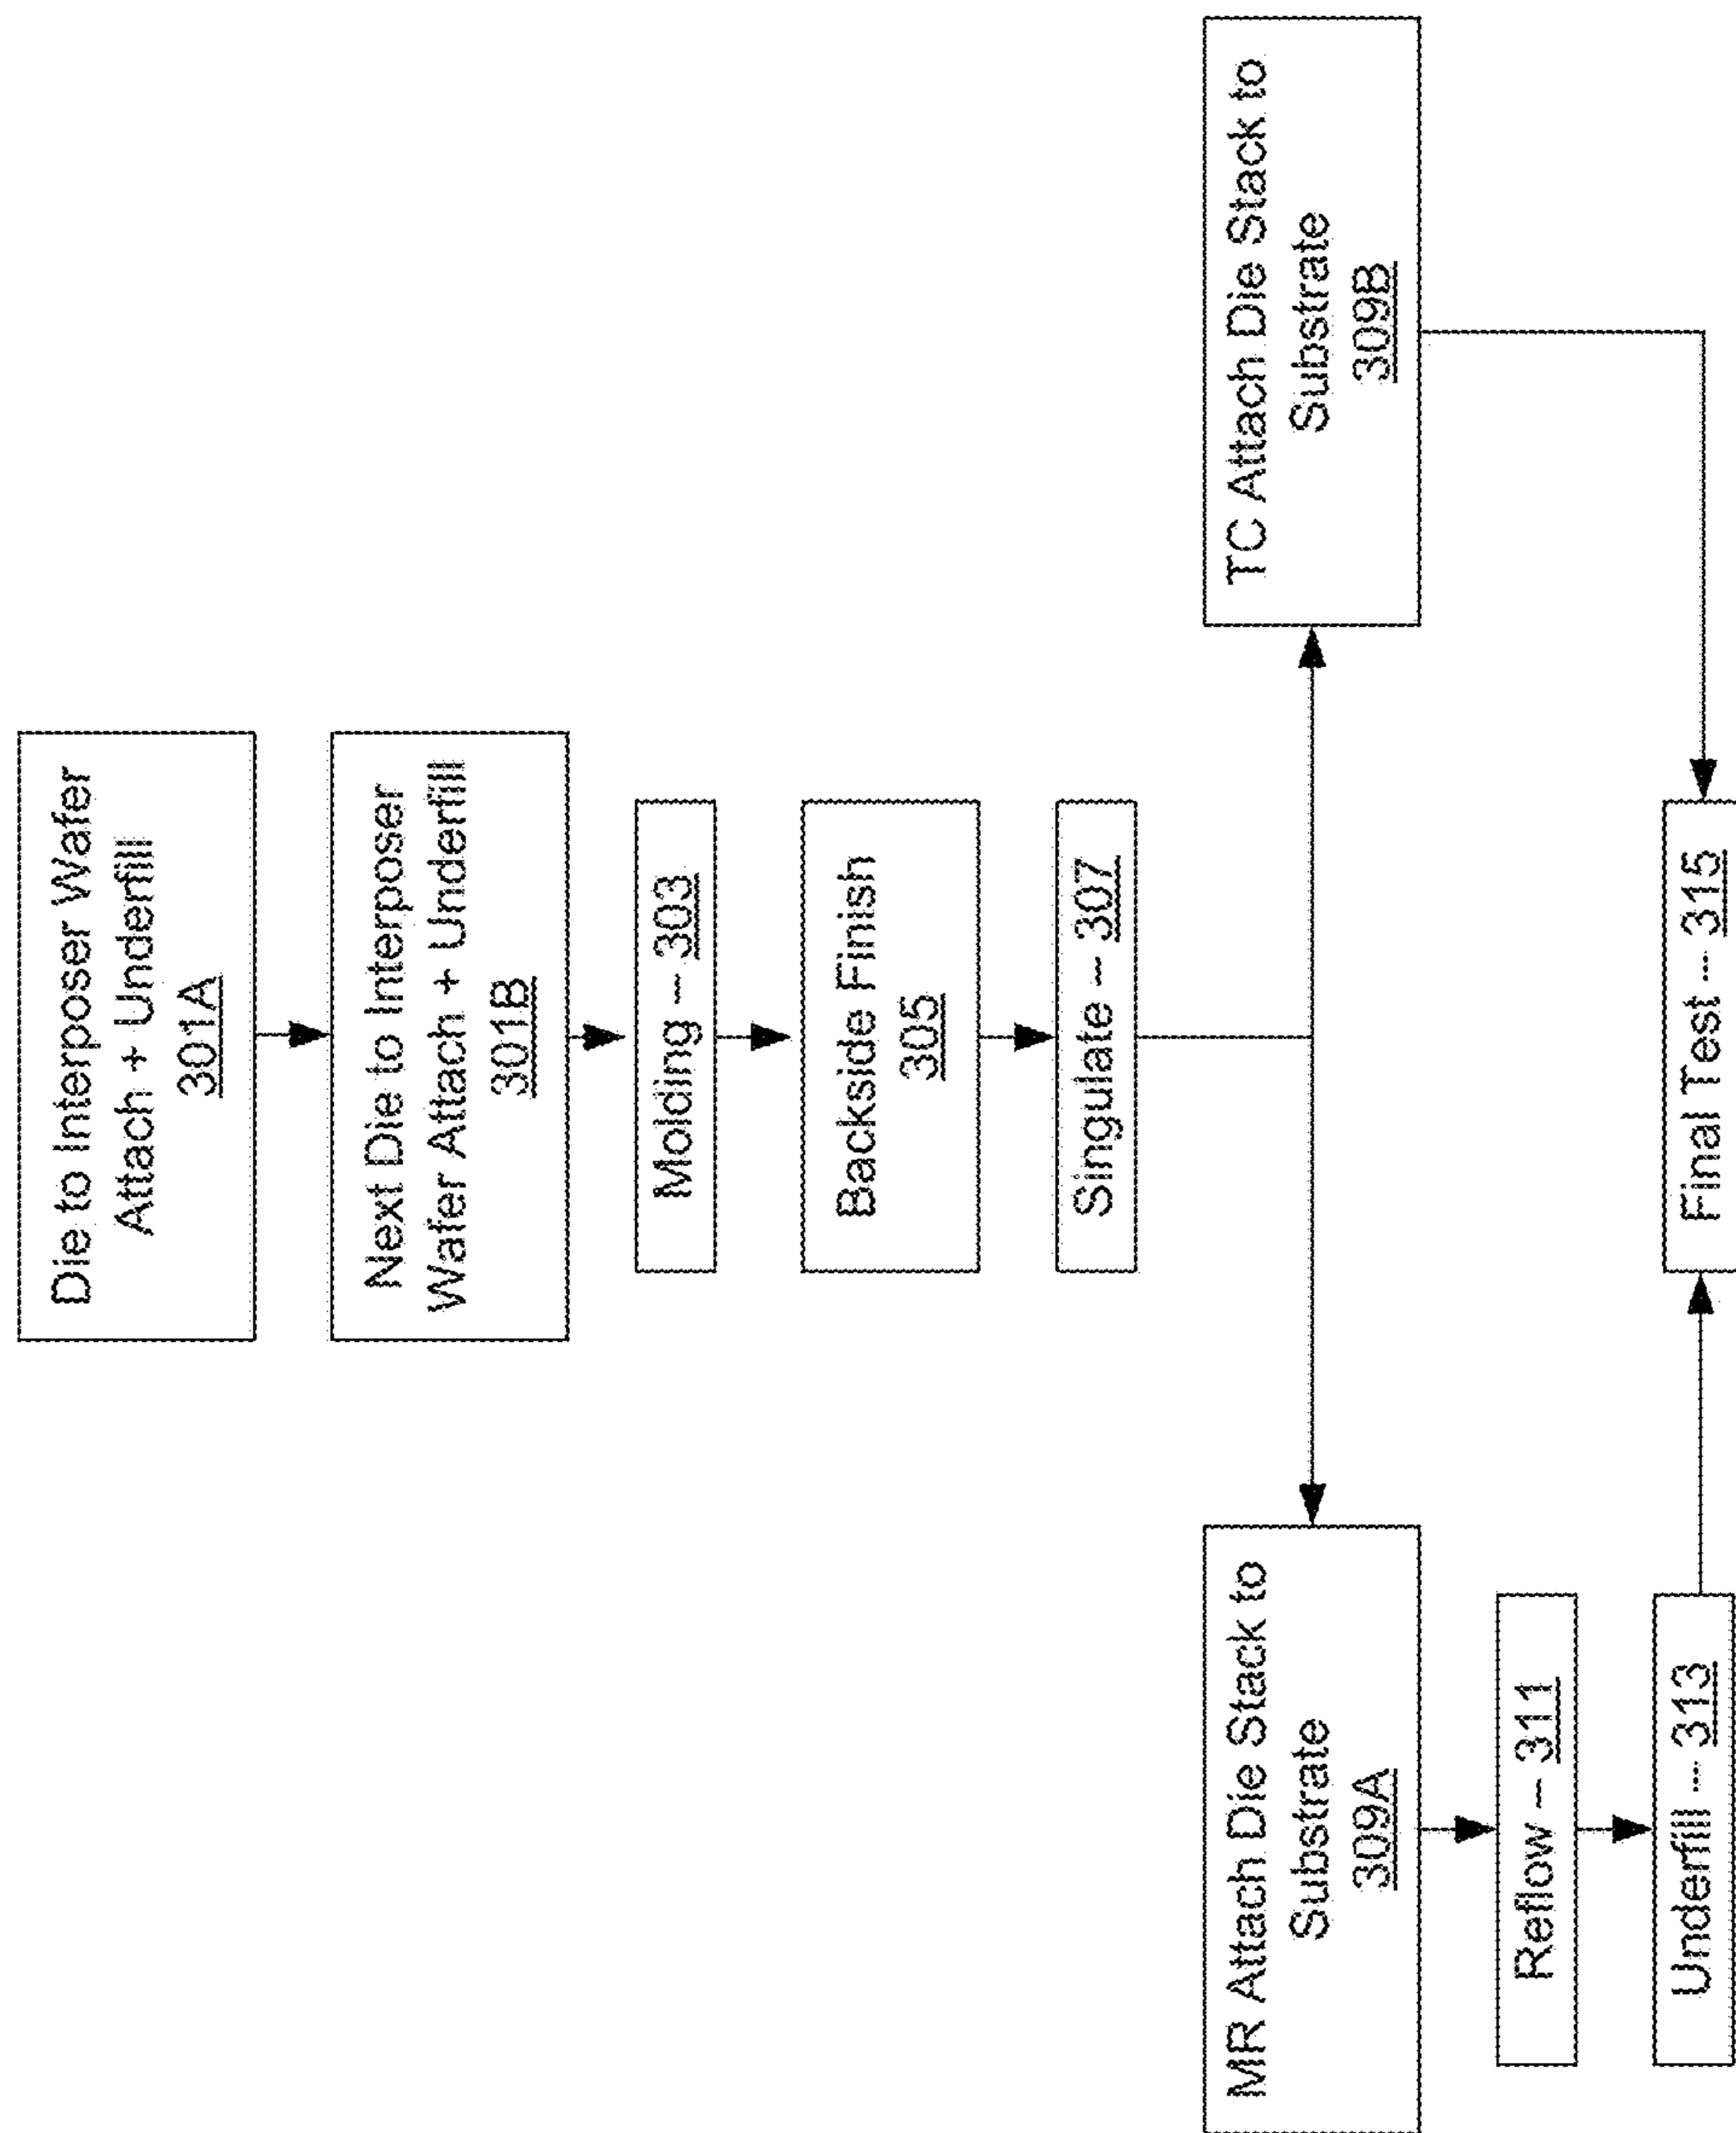 Die to Interposer Wafer
Attach + Underfill
301A
Next Die to Interposer
Wafer Attach + Underfill
301B
Molding – 303
Backside Finish
305
Singulate – 307
MR Attach Die Stack to
Substrate
309A
TC Attach Die Stack to
Substrate
309B
Reflow – 311
Underfill – 313
Final Test – 315